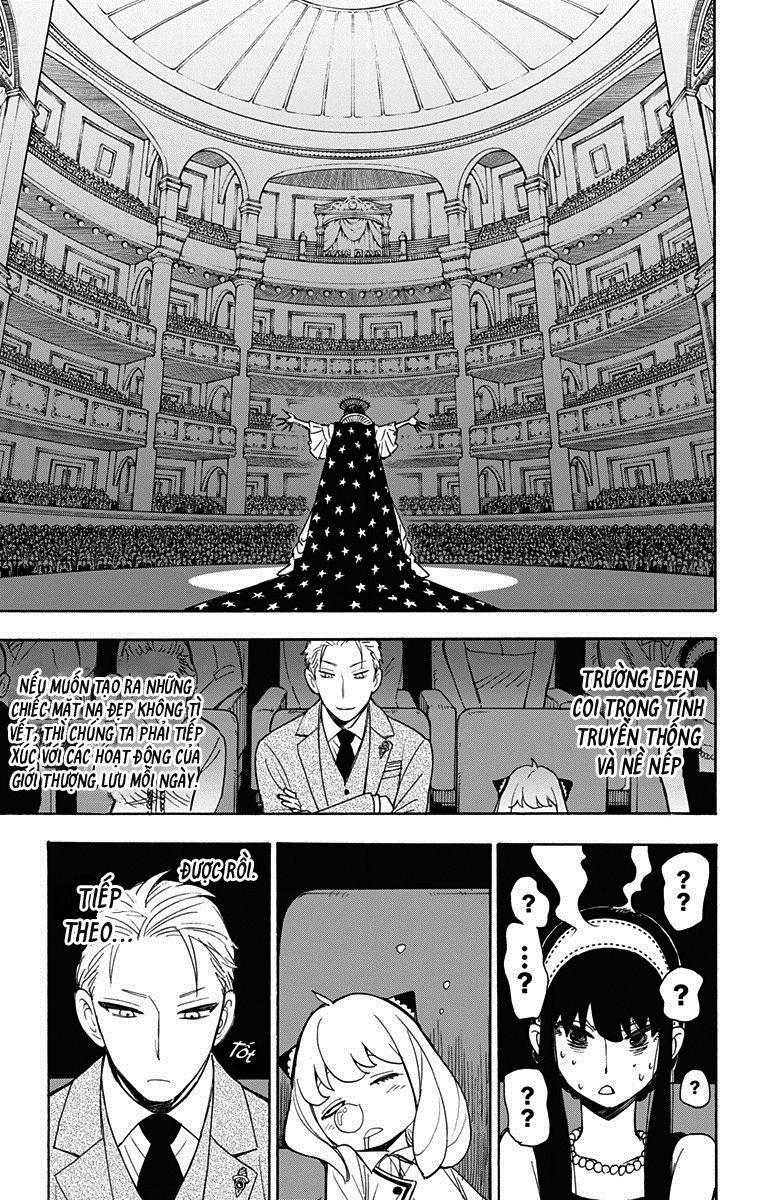 TRƯỜNG EDEN
COI TRỌNG TÍNH
TRUYỀN THỐNG
VÀ NỀ NẾP
NẾU MUỐN TẠO RA NHỮNG
CHIẾC MẶT NẠ ĐẸP KHÔNG TÌ
VẾT, THÌ CHÚNG TA PHẢI TIẾP
XÚC VỚI CÁC HOẠT ĐỘNG CỦA
GIỚI THƯỢNG LƯU MỖI NGÀY.
?
?
?
...?
?
?
?
?
ĐƯỢC RỒI.
TIẾP
THEO...
TỐT